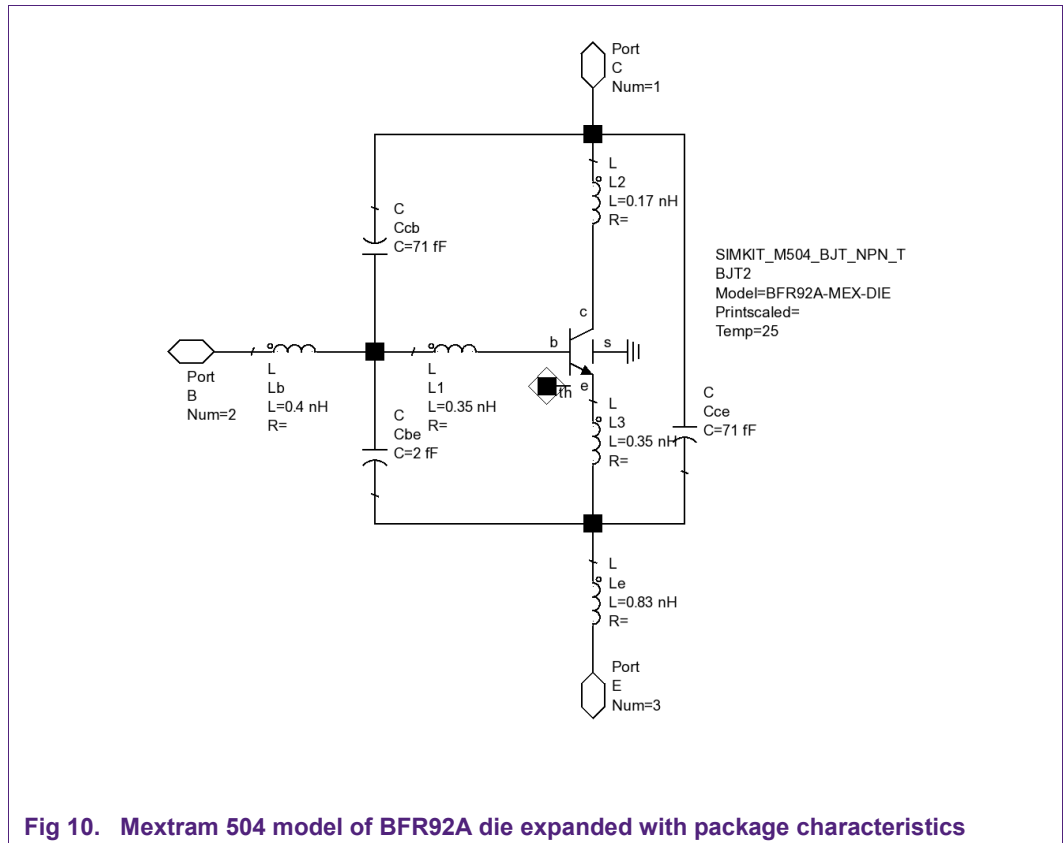 Port
C
Num=1
L
L2
L=0.17 nH
R=
C
Ccb
C=71 fF
SIMKIT_M504_BJT_NPN_T
BJT2
Model=BFR92A-MEX-DIE
Printscaled=
Temp=25
c
b
s
e
th
Port
B
Num=2
L
Lb
L=0.4 nH
R=
L
L1
L=0.35 nH
R=
C
Cbe
C=2 fF
L
L3
L=0.35 nH
R=
C
Cce
C=71 fF
L
Le
L=0.83 nH
R=
Port
E
Num=3
Fig 10. Mextram 504 model of BFR92A die expanded with package characteristics